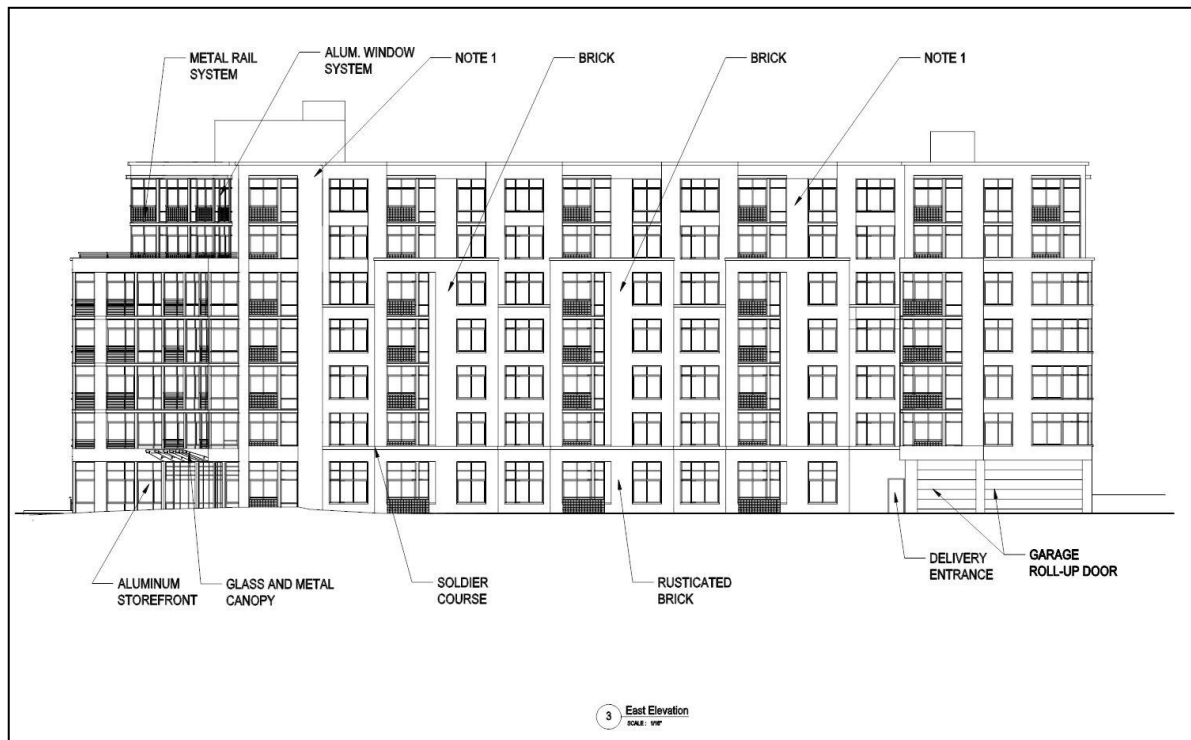 METAL RAIL
SYSTEM
ALUM. WINDOW
SYSTEM
NOTE 1
BRICK
BRICK
NOTE 1
ALUMINUM
STOREFRONT
GLASS AND METAL
CANOPY
SOLDIER
COURSE
RUSTICATED
BRICK
DELIVERY
ENTRANCE
GARAGE
ROLL-UP DOOR
3
East Elevation
SCALE :